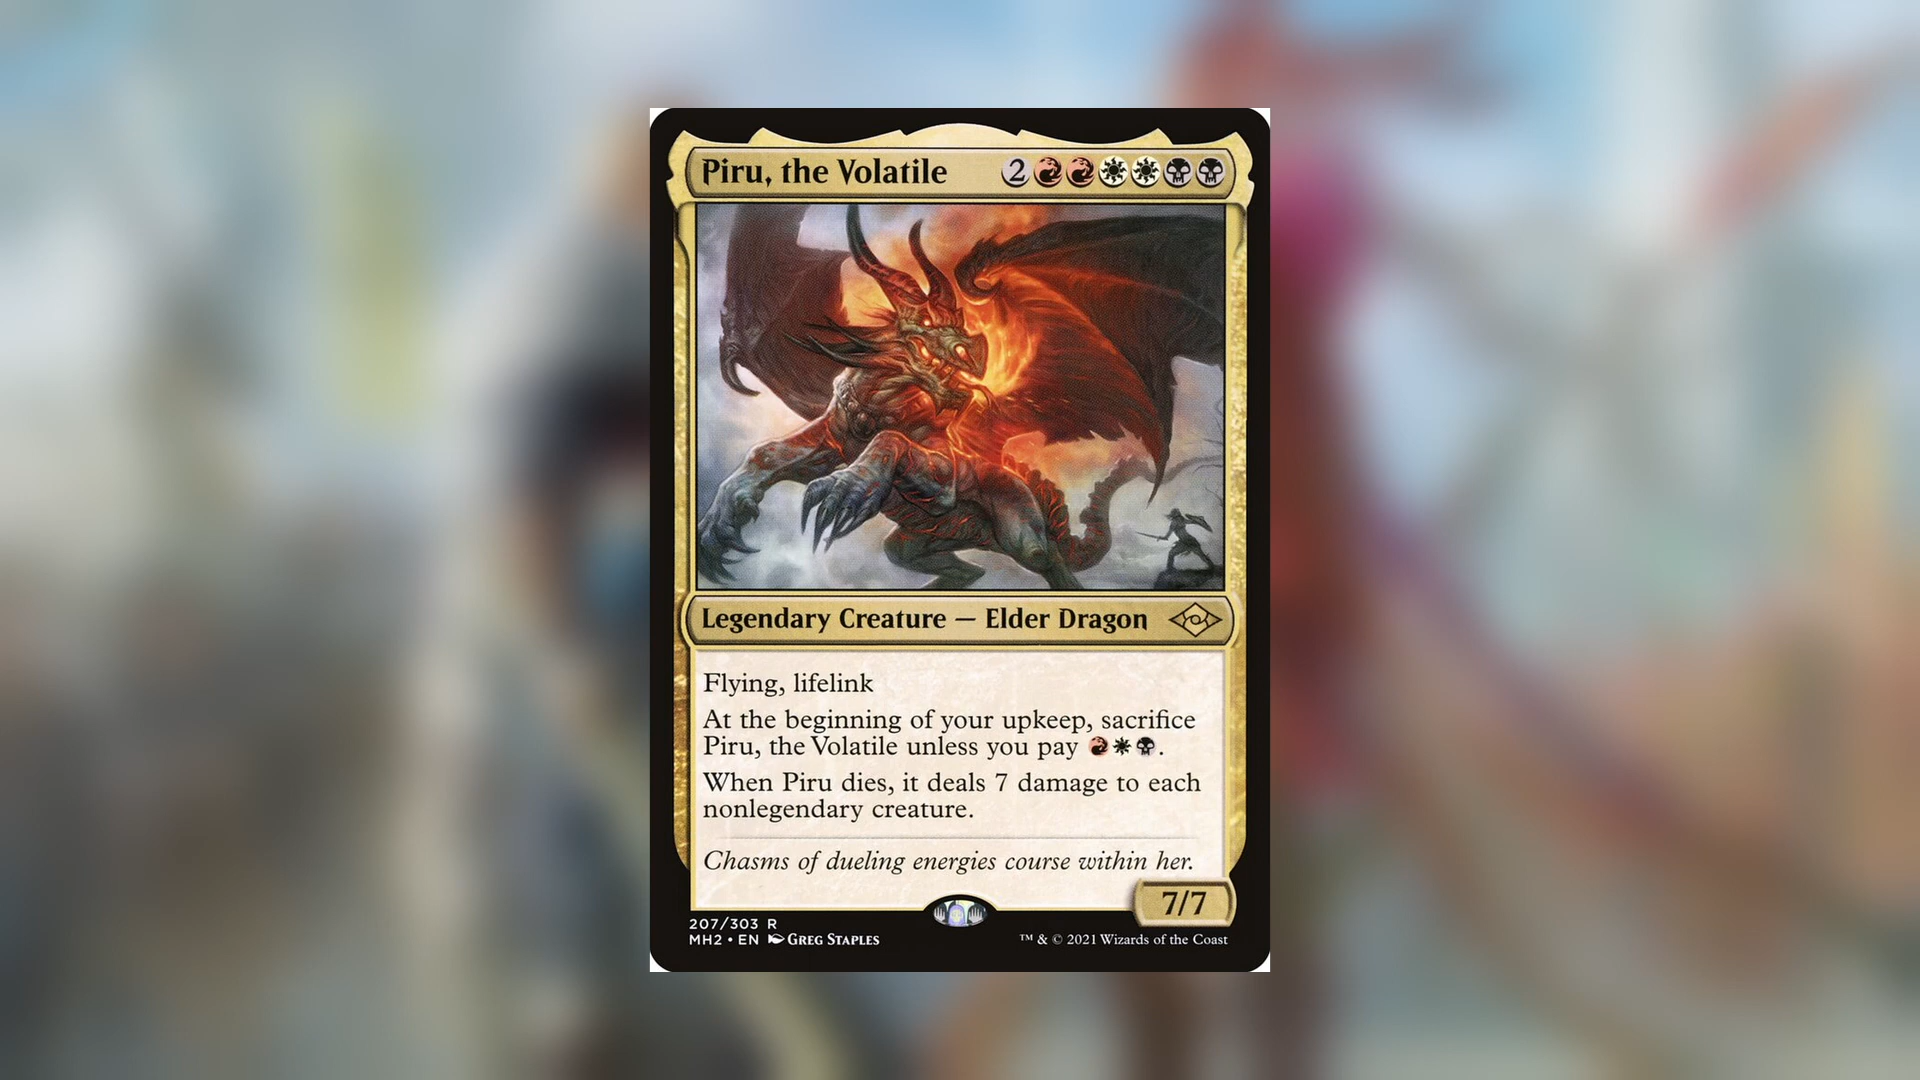 Piru, the Volatile 2
Legendary Creature — Elder Dragon
Flying, lifelink
At the beginning of your upkeep, sacrifice
Piru, the Volatile unless you pay .
When Piru dies, it deals 7 damage to each
nonlegendary creature.
Chasms of dueling energies course within her.
7/7
207/303 R
MH2 • EN GREG STAPLES
™ & © 2021 Wizards of the Coast